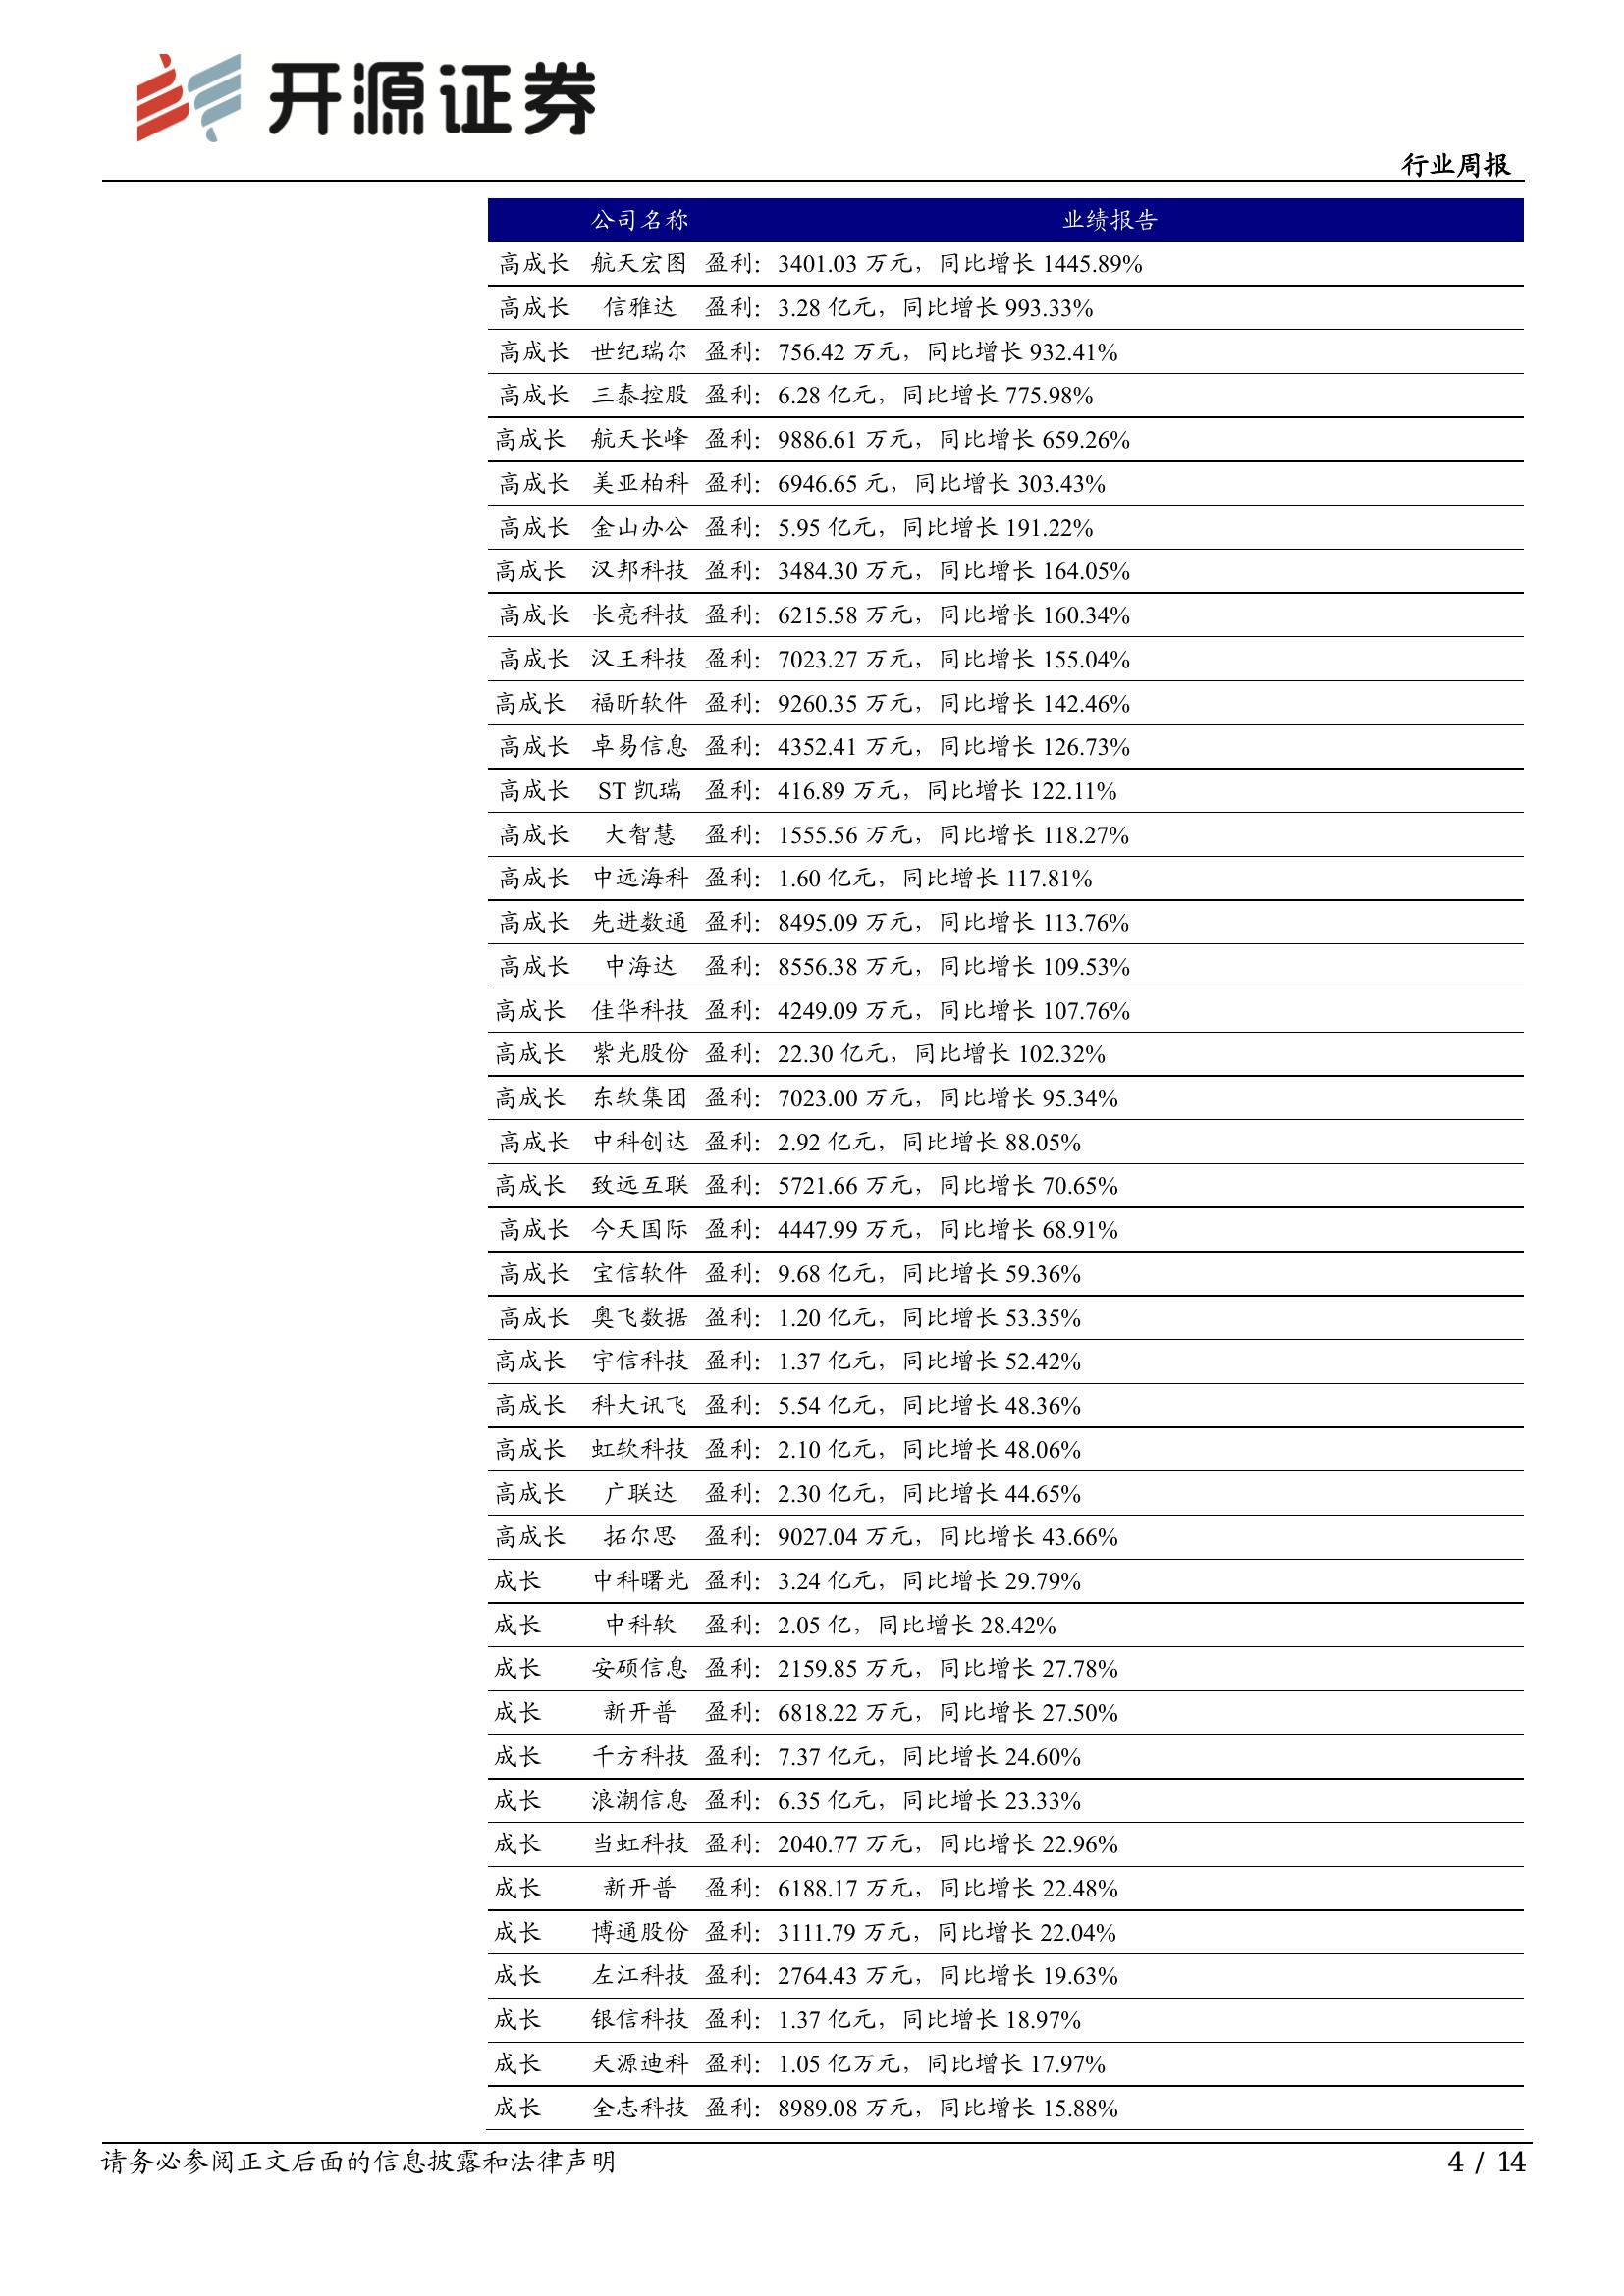 开源证券
行业周报
公司名称 业绩报告
高成长 航天宏图 盈利：3401.03 万元，同比增长 1445.89%
高成长 信雅达 盈利：3.28 亿元，同比增长 993.33%
高成长 世纪瑞尔 盈利：756.42 万元，同比增长 932.41%
高成长 三泰控股 盈利：6.28 亿元，同比增长 775.98%
高成长 航天长峰 盈利：9886.61 万元，同比增长 659.26%
高成长 美亚柏科 盈利：6946.65 元，同比增长 303.43%
高成长 金山办公 盈利：5.95 亿元，同比增长 191.22%
高成长 汉邦科技 盈利：3484.30 万元，同比增长 164.05%
高成长 长亮科技 盈利：6215.58 万元，同比增长 160.34%
高成长 汉王科技 盈利：7023.27 万元，同比增长 155.04%
高成长 福昕软件 盈利：9260.35 万元，同比增长 142.46%
高成长 卓易信息 盈利：4352.41 万元，同比增长 126.73%
高成长 ST 凯瑞 盈利：416.89 万元，同比增长 122.11%
高成长 大智慧 盈利：1555.56 万元，同比增长 118.27%
高成长 中远海科 盈利：1.60 亿元，同比增长 117.81%
高成长 先进数通 盈利：8495.09 万元，同比增长 113.76%
高成长 中海达 盈利：8556.38 万元，同比增长 109.53%
高成长 佳华科技 盈利：4249.09 万元，同比增长 107.76%
高成长 紫光股份 盈利：22.30 亿元，同比增长 102.32%
高成长 东软集团 盈利：7023.00 万元，同比增长 95.34%
高成长 中科创达 盈利：2.92 亿元，同比增长 88.05%
高成长 致远互联 盈利：5721.66 万元，同比增长 70.65%
高成长 今天国际 盈利：4447.99 万元，同比增长 68.91%
高成长 宝信软件 盈利：9.68 亿元，同比增长 59.36%
高成长 奥飞数据 盈利：1.20 亿元，同比增长 53.35%
高成长 宇信科技 盈利：1.37 亿元，同比增长 52.42%
高成长 科大讯飞 盈利：5.54 亿元，同比增长 48.36%
高成长 虹软科技 盈利：2.10 亿元，同比增长 48.06%
高成长 广联达 盈利：2.30 亿元，同比增长 44.65%
高成长 拓尔思 盈利：9027.04 万元，同比增长 43.66%
成长 中科曙光 盈利：3.24 亿元，同比增长 29.79%
成长 中科软 盈利：2.05 亿，同比增长 28.42%
成长 安硕信息 盈利：2159.85 万元，同比增长 27.78%
成长 新开普 盈利：6818.22 万元，同比增长 27.50%
成长 千方科技 盈利：7.37 亿元，同比增长 24.60%
成长 浪潮信息 盈利：6.35 亿元，同比增长 23.33%
成长 当虹科技 盈利：2040.77 万元，同比增长 22.96%
成长 新开普 盈利：6188.17 万元，同比增长 22.48%
成长 博通股份 盈利：3111.79 万元，同比增长 22.04%
成长 左江科技 盈利：2764.43 万元，同比增长 19.63%
成长 银信科技 盈利：1.37 亿元，同比增长 18.97%
成长 天源迪科 盈利：1.05 亿万元，同比增长 17.97%
成长 全志科技 盈利：8989.08 万元，同比增长 15.88%
请务必参阅正文后面的信息披露和法律声明 4 / 14